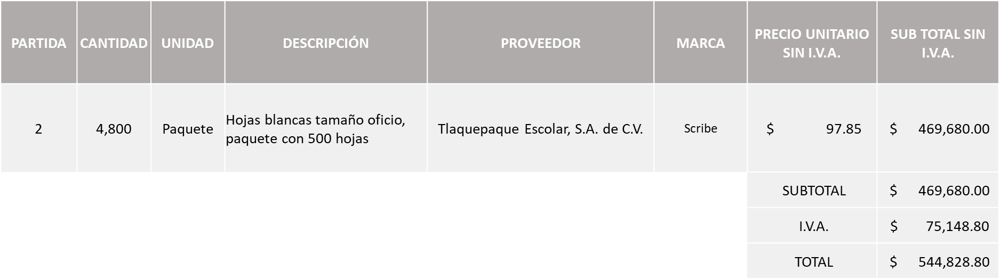 PARTIDA CANTIDAD UNIDAD DESCRIPCIÓN PROVEEDOR MARCA PRECIO UNITARIO SIN I.V.A. SUB TOTAL SIN I.V.A.
2 4,800 Paquete Hojas blancas tamaño oficio, paquete con 500 hojas Tlaquepaque Escolar, S.A. de C.V. Scribe $ 97.85 $ 469,680.00
SUBTOTAL $ 469,680.00
I.V.A. $ 75,148.80
TOTAL $ 544,828.80